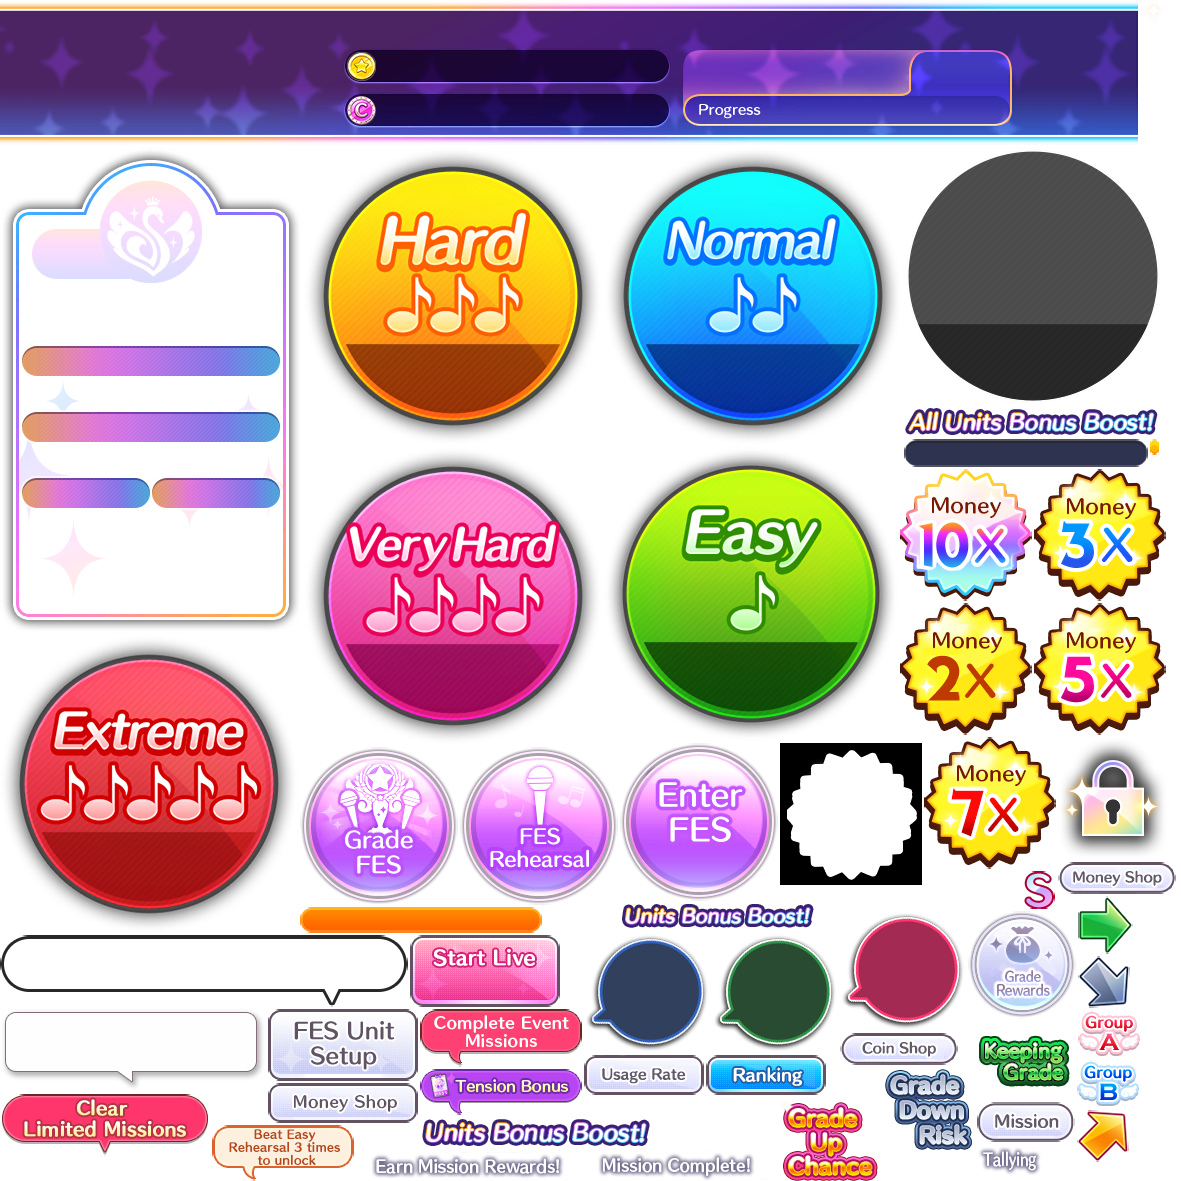 Progress
Hard
Normal
All Units Bonus Boost!
Money
10X
Money
3X
Very Hard
Easy
Money
2X
Money
5X
Extreme
Grade
FES
FES
Rehearsal
Enter
FES
Money
7X
S
Money Shop
Units Bonus Boost!
Start Live
Grade
Rewards
FES Unit
Setup
Complete Event
Missions
Group
A
Coin Shop
Keeping
Grade
Usage Rate
Ranking
Tension Bonus
Group
B
Grade
Down
Risk
Money Shop
Clear
Limited Missions
Units Bonus Boost!
Grade
Up
Chance
Mission
Beat Easy
Rehearsal 3 times
to unlock
Earn Mission Rewards!
Mission Complete!
Tallying
C